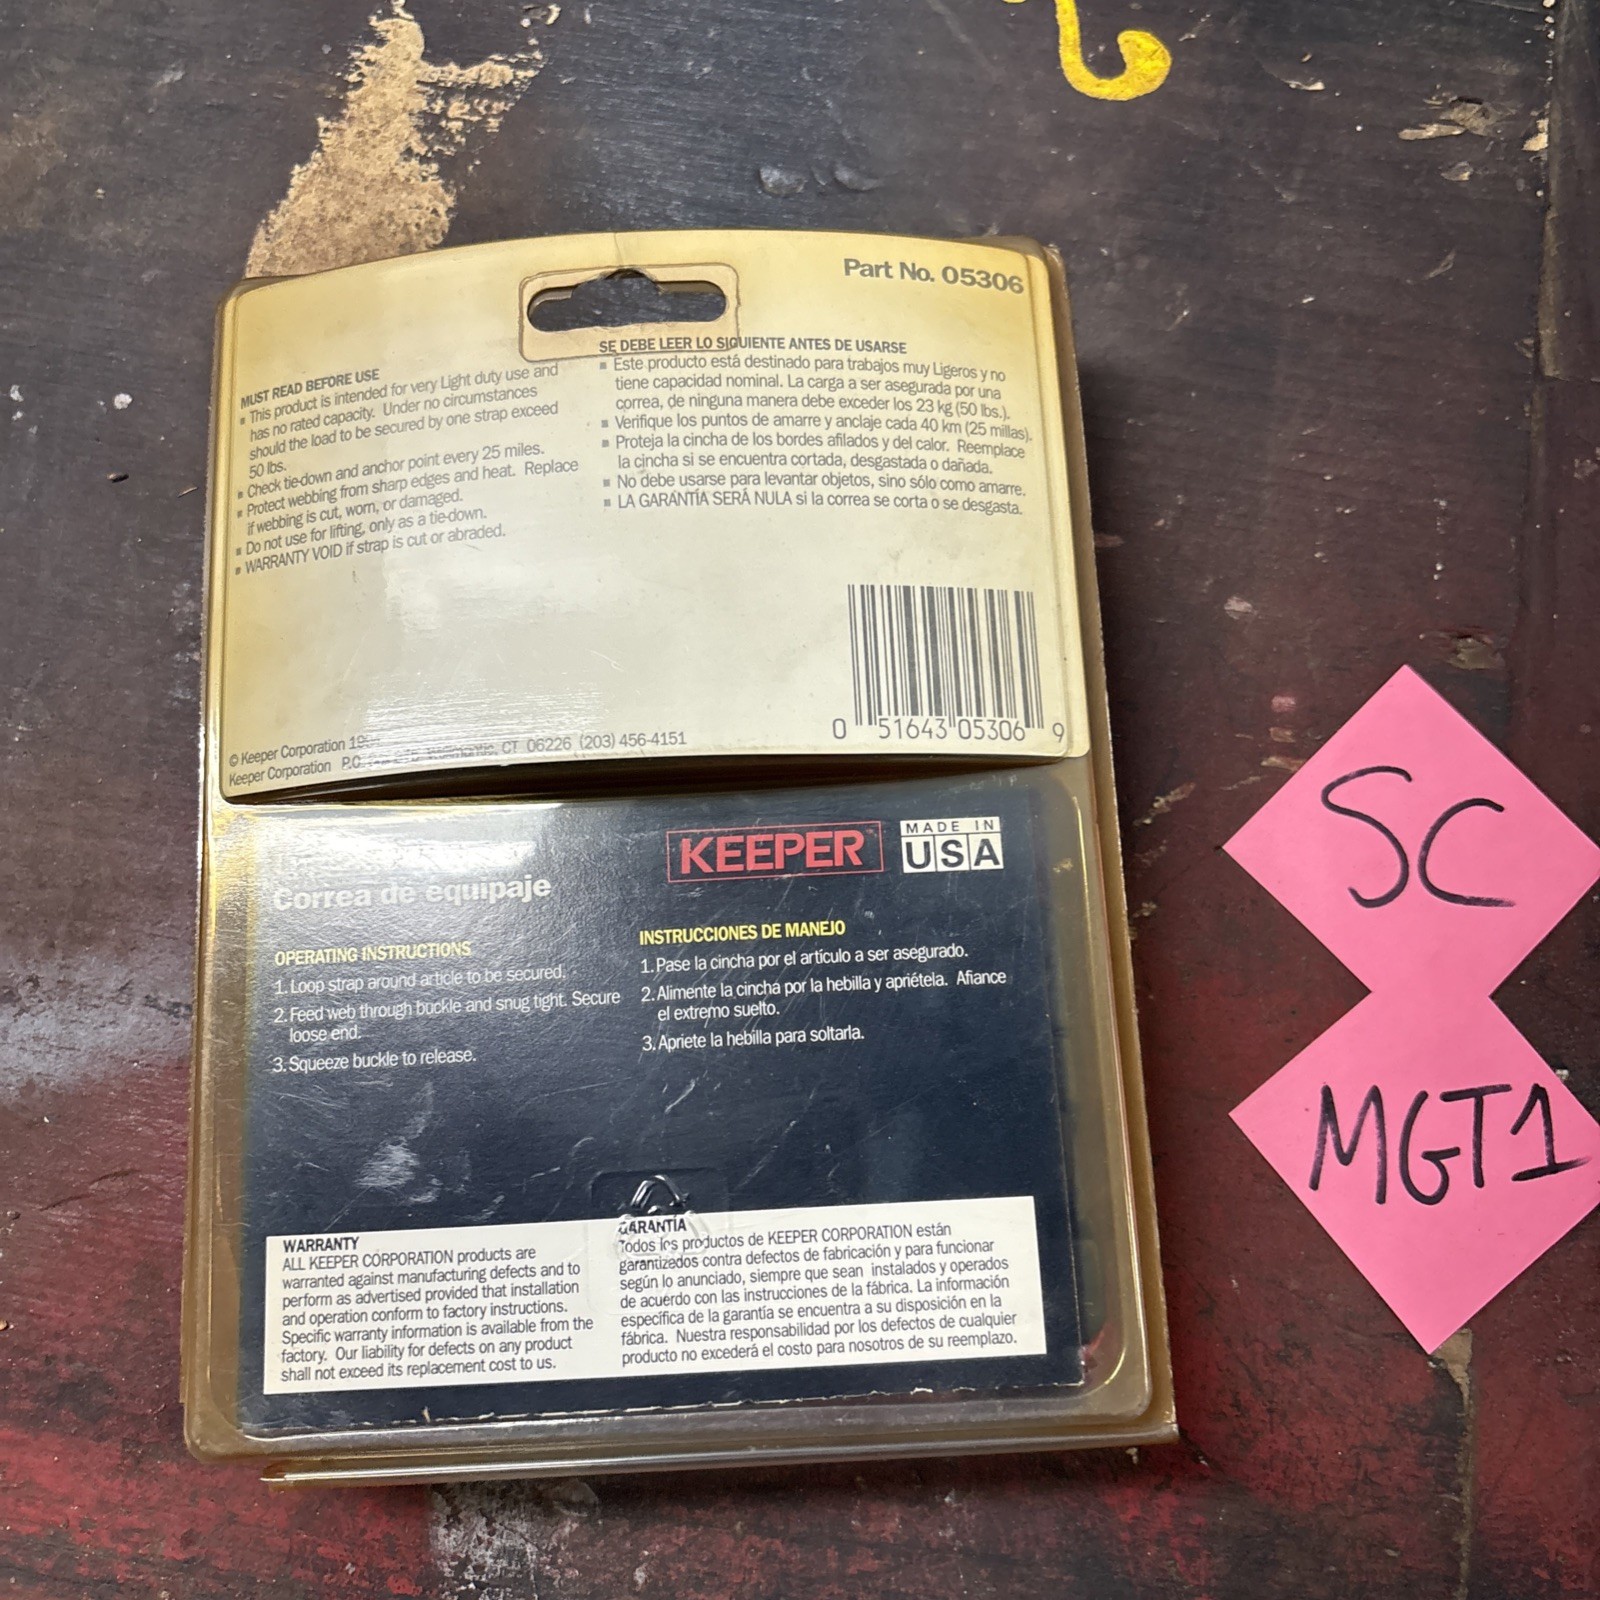 Part No. 05306
MUST READ BEFORE USE
▪ This product is intended for very Light duty use and
has no rated capacity. Under no circumstances
should the load to be secured by one strap exceed
50 lbs.
▪ Check tie-down and anchor point every 25 miles.
▪ Protect webbing from sharp edges and heat. Replace
if webbing is cut, worn, or damaged.
▪ Do not use for lifting, only as a tie-down.
▪ WARRANTY VOID if strap is cut or abraded.
SE DEBE LEER LO SIGUIENTE ANTES DE USARSE
▪ Este producto está destinado para trabajos muy Ligeros y no
tiene capacidad nominal. La carga a ser asegurada por una
correa, de ninguna manera debe exceder los 23 kg (50 lbs.).
▪ Verifique los puntos de amarre y anclaje cada 40 km (25 millas).
▪ Proteja la cincha de los bordes afilados y del calor. Reemplace
la cincha si se encuentra cortada, desgastada o dañada.
▪ No debe usarse para levantar objetos, sino sólo como amarre.
▪ LA GARANTÍA SERÁ NULA si la correa se corta o se desgasta.
0 51643 05306 9
© Keeper Corporation
Keeper Corporation P.O. CT 06226 (203) 456-4151
KEEPER
MADE IN
USA
Correa de equipaje
OPERATING INSTRUCTIONS
1. Loop strap around article to be secured.
2. Feed web through buckle and snug tight. Secure
loose end.
3. Squeeze buckle to release.
INSTRUCCIONES DE MANEJO
1. Pase la cincha por el artículo a ser asegurado.
2. Alimente la cincha por la hebilla y apriétela. Afiance
el extremo suelto.
3. Apriete la hebilla para soltarla.
WARRANTY
ALL KEEPER CORPORATION products are
warranted against manufacturing defects and to
perform as advertised provided that installation
and operation conform to factory instructions.
Specific warranty information is available from the
factory. Our liability for defects on any product
shall not exceed its replacement cost to us.
GARANTÍA
Todos los productos de KEEPER CORPORATION están
garantizados contra defectos de fabricación y para funcionar
según lo anunciado, siempre que sean instalados y operados
de acuerdo con las instrucciones de la fábrica. La información
específica de la garantía se encuentra a su disposición en la
fábrica. Nuestra responsabilidad por los defectos de cualquier
producto no excederá el costo para nosotros de su reemplazo.
SC
MGT1